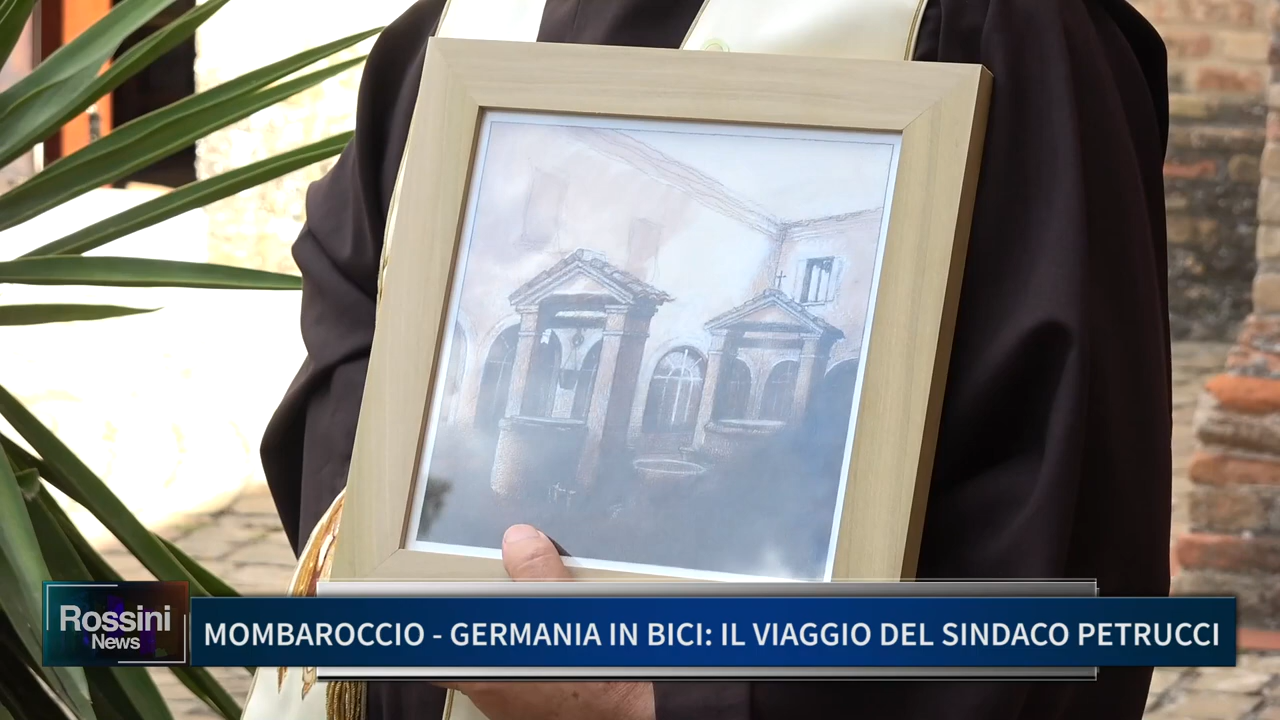 Rossini
News
MOMBAROCCIO - GERMANIA IN BICI: IL VIAGGIO DEL SINDACO PETRUCCI